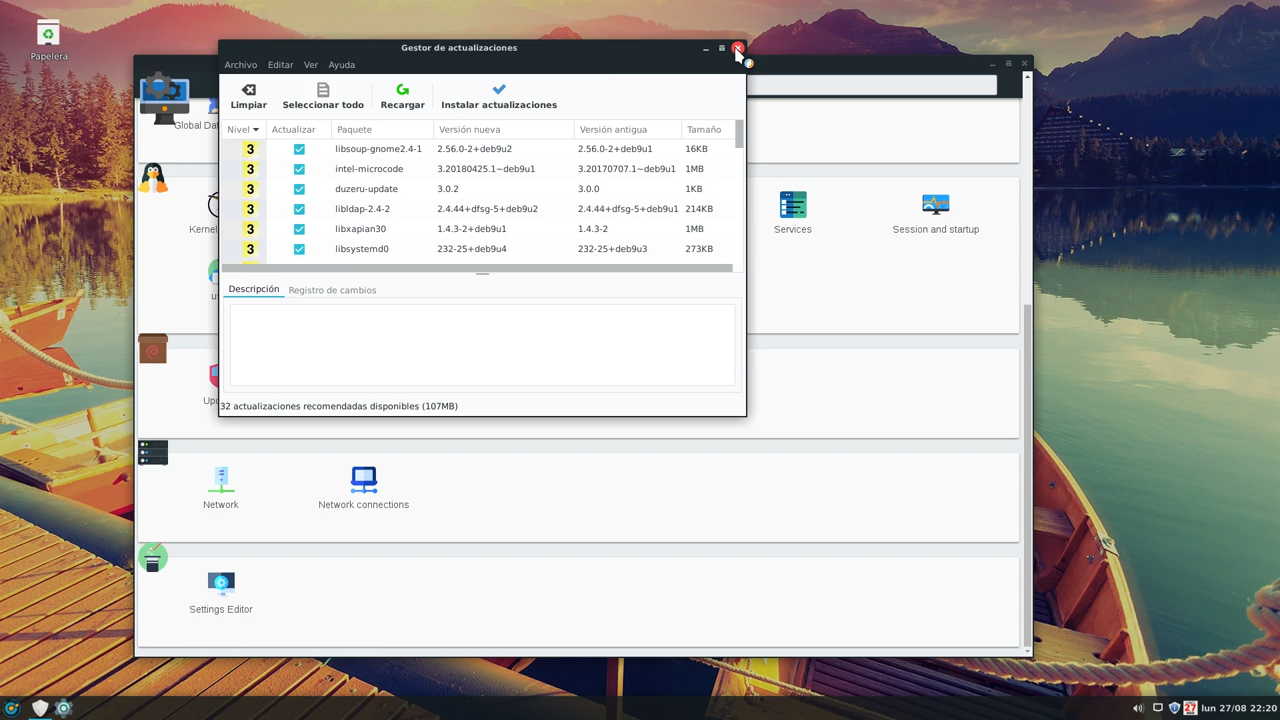 Papelera
Gestor de actualizaciones
Archivo Editar Ver Ayuda
Limpiar Seleccionar todo Recargar Instalar actualizaciones
Nivel Actualizar Paquete Versión nueva Versión antigua Tamaño
3 libsoup-gnome2.4-1 2.56.0-2+deb9u2 2.56.0-2+deb9u1 16KB
3 intel-microcode 3.20180425.1~deb9u1 3.20170707.1~deb9u1 1MB
3 duzeru-update 3.0.2 3.0.0 1KB
3 libldap-2.4-2 2.4.44+dfsg-5+deb9u2 2.4.44+dfsg-5+deb9u1 214KB
3 libxapian30 1.4.3-2+deb9u1 1.4.3-2 1MB
3 libsystemd0 232-25+deb9u4 232-25+deb9u3 273KB
Descripción Registro de cambios
32 actualizaciones recomendadas disponibles (107MB)
Global Da
Kernel
Services
Session and startup
us
Up
Network
Network connections
Settings Editor
27 lun 27/08 22:20